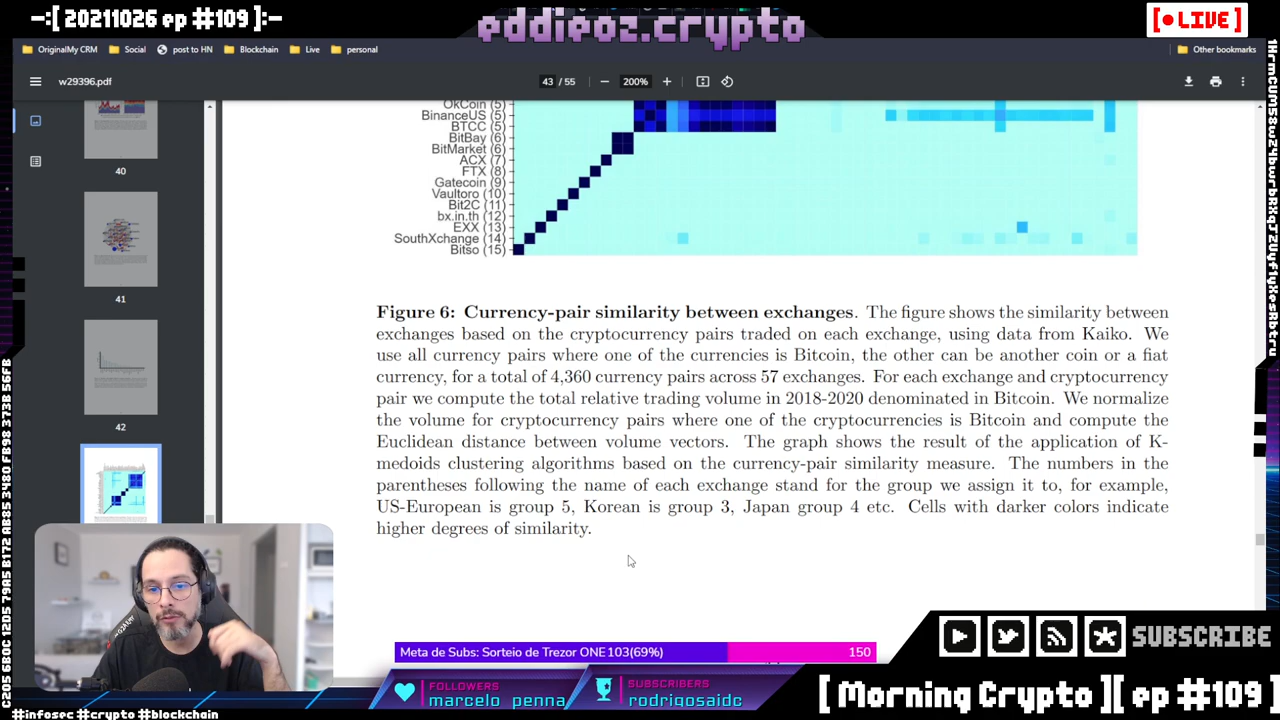 -:[ 20211026 ep #109 ]:-
eddieoz.crypto
[ LIVE ]
OriginalMy CRM
Social
post to HN
Blockchain
Live
personal
Other bookmarks
w29396.pdf
43 / 55
200%
40
41
42
OkCoin (5)
BinanceUS (5)
BTCC (5)
BitBay (6)
BitMarket (6)
ACX (7)
FTX (8)
Gatecoin (9)
Vaultoro (10)
Bit2C (11)
bx.in.th (12)
EXX (13)
SouthXchange (14)
Bitso (15)
Figure 6: Currency-pair similarity between exchanges. The figure shows the similarity between
exchanges based on the cryptocurrency pairs traded on each exchange, using data from Kaiko. We
use all currency pairs where one of the currencies is Bitcoin, the other can be another coin or a fiat
currency, for a total of 4,360 currency pairs across 57 exchanges. For each exchange and cryptocurrency
pair we compute the total relative trading volume in 2018-2020 denominated in Bitcoin. We normalize
the volume for cryptocurrency pairs where one of the cryptocurrencies is Bitcoin and compute the
Euclidean distance between volume vectors. The graph shows the result of the application of K-
medoids clustering algorithms based on the currency-pair similarity measure. The numbers in the
parentheses following the name of each exchange stand for the group we assign it to, for example,
US-European is group 5, Korean is group 3, Japan group 4 etc. Cells with darker colors indicate
higher degrees of similarity.
Meta de Subs: Sorteio de Trezor ONE 103(69%)
150
FOLLOWERS
marcelo_penna_
SUBSCRIBERS
rodrigosaidc
SUBSCRIBE
[ Morning Crypto ][ ep #109 ]
#infosec #crypto #blockchain
C505 5B0C 12D5 79A5 3480 FB98 373B 56FB